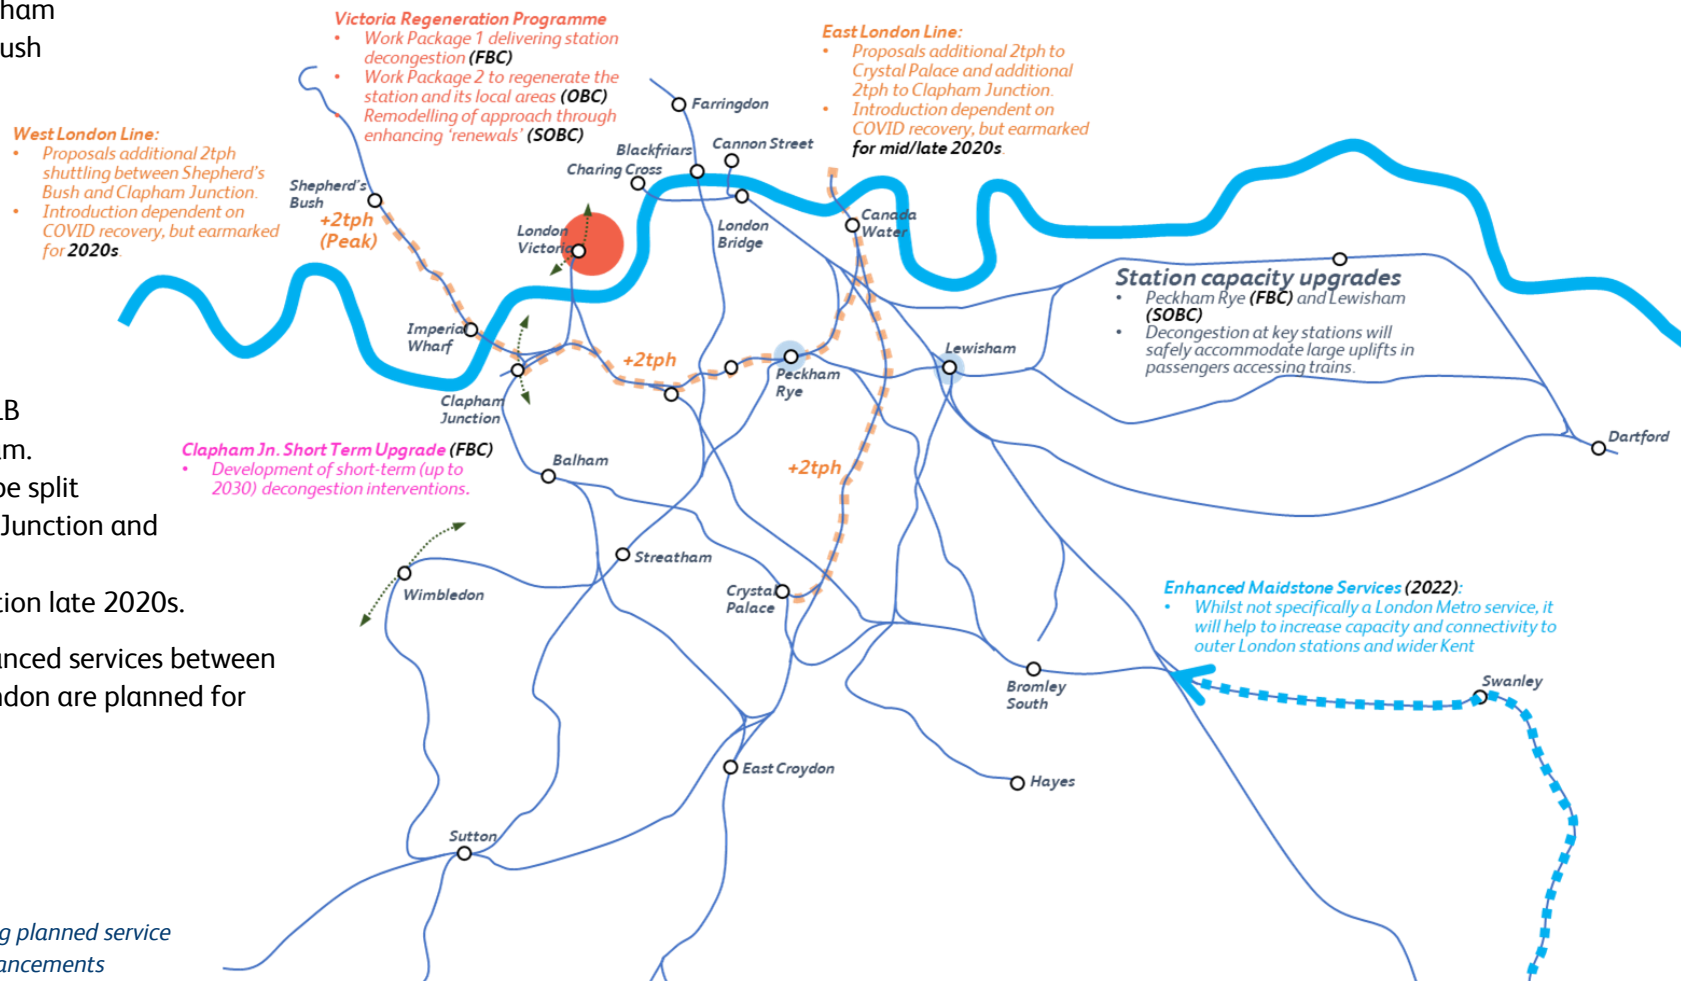 ham
ush
Victoria Regeneration Programme
• Work Package 1 delivering station
decongestion (FBC)
• Work Package 2 to regenerate the
station and its local areas (OBC)
• Remodelling of approach through
enhancing ‘renewals’ (SOBC)
East London Line:
• Proposals additional 2tph to
Crystal Palace and additional
2tph to Clapham Junction.
• Introduction dependent on
COVID recovery, but earmarked
for mid/late 2020s.
West London Line:
• Proposals additional 2tph
shuttling between Shepherd’s
Bush and Clapham Junction.
• Introduction dependent on
COVID recovery, but earmarked
for 2020s.
Farringdon
Cannon Street
Blackfriars
Charing Cross
Shepherd’s
Bush
+2tph
(Peak)
London
Victoria
London
Bridge
Canada
Water
Station capacity upgrades
• Peckham Rye (FBC) and Lewisham
(SOBC)
• Decongestion at key stations will
safely accommodate large uplifts in
passengers accessing trains.
Imperial
Wharf
+2tph
Peckham
Rye
Lewisham
Clapham
Junction
LB
am.
be split
Junction and
tion late 2020s.
anced services between
ndon are planned for
Clapham Jn. Short Term Upgrade (FBC)
• Development of short-term (up to
2030) decongestion interventions.
Balham
+2tph
Dartford
Streatham
Wimbledon
Crystal
Palace
Enhanced Maidstone Services (2022):
• Whilst not specifically a London Metro service, it
will help to increase capacity and connectivity to
outer London stations and wider Kent
Bromley
South
Swanley
East Croydon
Hayes
Sutton
g planned service
ancements